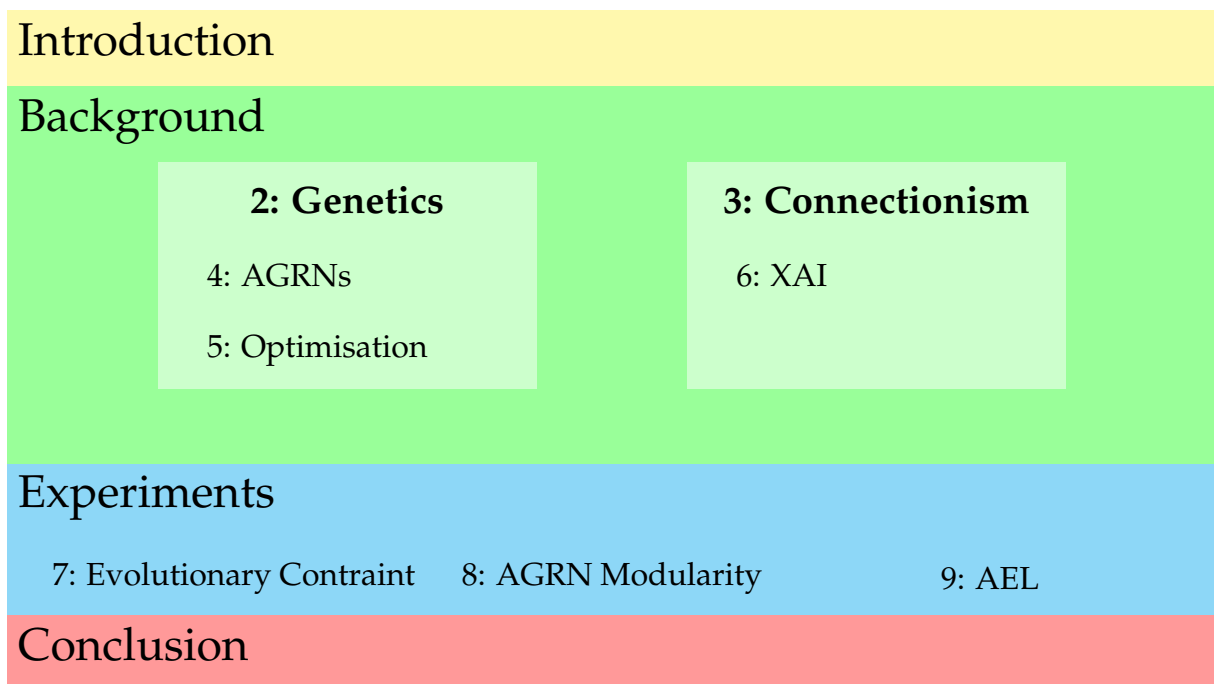 Introduction
Background
2: Genetics
4: AGRNs
5: Optimisation
3: Connectionism
6: XAI
Experiments
7: Evolutionary Contraint
8: AGRN Modularity
9: AEL
Conclusion